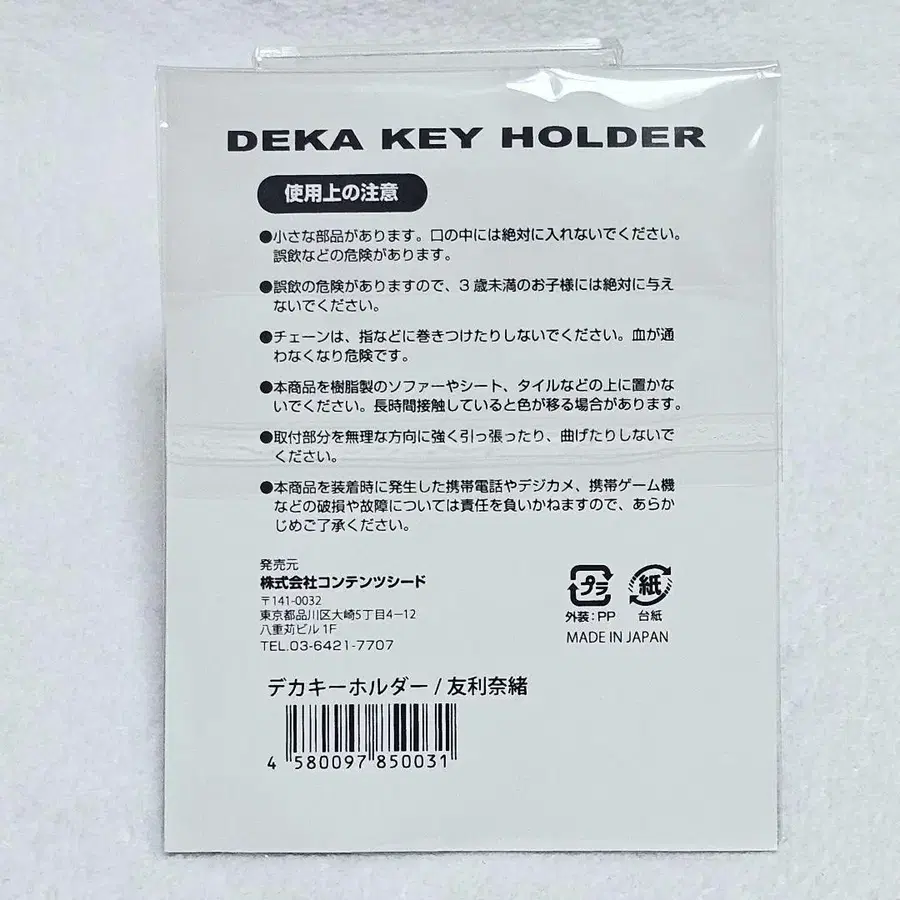 DEKA KEY HOLDER
使用上の注意
●小さな部品があります。口の中には絶対に入れないでください。
誤飲などの危険があります。
●誤飲の危険がありますので、3歳未満のお子様には絶対に与え
ないでください。
●チェーンは、指などに巻きつけたりしないでください。血が通
わなくなり危険です。
●本商品を樹脂製のソファーやシート、タイルなどの上に置かな
いでください。長時間接触していると色が移る場合があります。
●取付部分を無理な方向に強く引っ張ったり、曲げたりしないで
ください。
●本商品を装着時に発生した携帯電話やデジカメ、携帯ゲーム機
などの破損や故障については責任を負いかねますので、あらか
じめご了承ください。
発売元
株式会社コンテンツシード
〒141-0032
東京都品川区大崎5丁目4−12
八重苅ビル1F
TEL.03-6421-7707
プラ 紙
外装:PP 台紙
MADE IN JAPAN
デカキーホルダー/友利奈緒
4 580097 850031